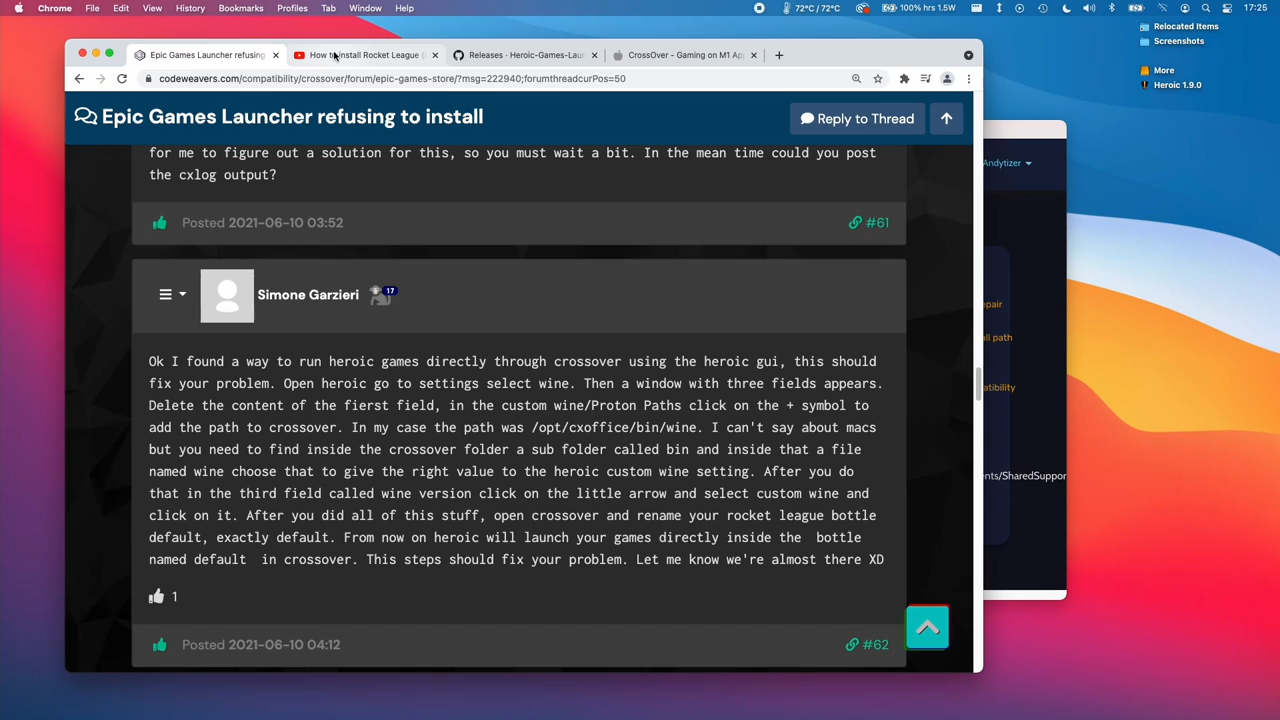 Chrome File Edit View History Bookmarks Profiles Tab Window Help 72°C/ 72°C 100% hrs 1.5W 17:25
Relocated Items
Screenshots
More
Heroic 1.9.0
Epic Games Launcher refusing How to install Rocket League ( Releases · Heroic-Games-Laun CrossOver - Gaming on M1 App
codeweavers.com/compatibility/crossover/forum/epic-games-store/?msg=222940;forumthreadcurPos=50
Epic Games Launcher refusing to install
Reply to Thread
for me to figure out a solution for this, so you must wait a bit. In the mean time could you post
the cxlog output?
Posted 2021-06-10 03:52 #61
Simone Garzieri 17
Ok I found a way to run heroic games directly through crossover using the heroic gui, this should
fix your problem. Open heroic go to settings select wine. Then a window with three fields appears.
Delete the content of the fierst field, in the custom wine/Proton Paths click on the + symbol to
add the path to crossover. In my case the path was /opt/cxoffice/bin/wine. I can't say about macs
but you need to find inside the crossover folder a sub folder called bin and inside that a file
named wine choose that to give the right value to the heroic custom wine setting. After you do
that in the third field called wine version click on the little arrow and select custom wine and
click on it. After you did all of this stuff, open crossover and rename your rocket league bottle
default, exactly default. From now on heroic will launch your games directly inside the bottle
named default in crossover. This steps should fix your problem. Let me know we're almost there XD
1
Posted 2021-06-10 04:12 #62
Andytizer
epair
all path
atibility
ents/SharedSuppor